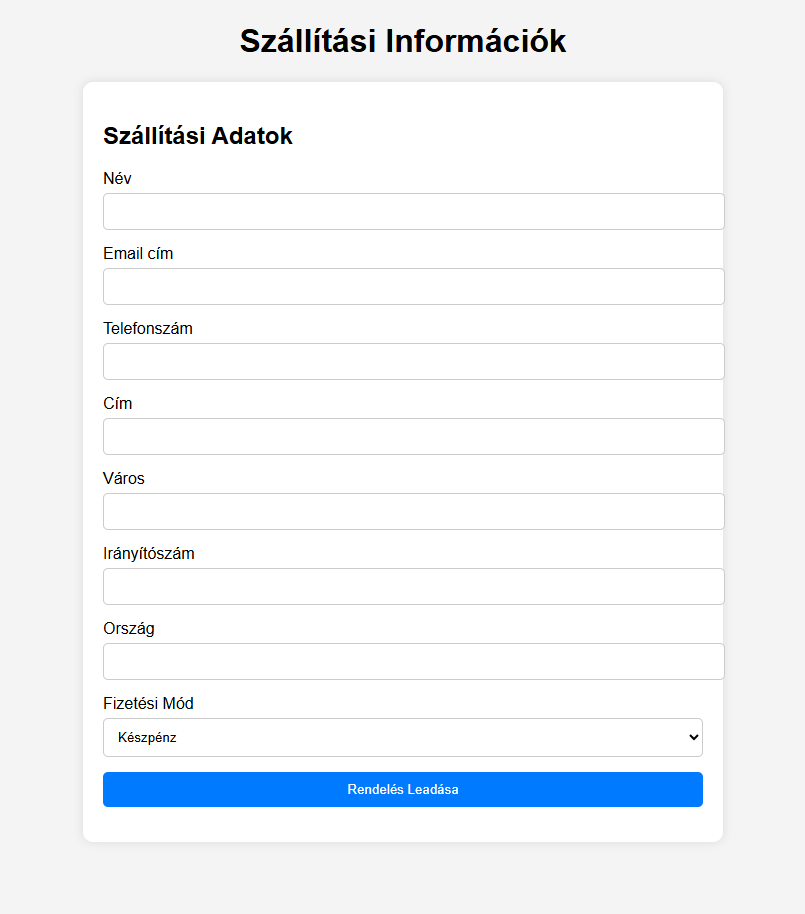 Szállítási Információk
Szállítási Adatok
Név
Email cím
Telefonszám
Cím
Város
Irányítószám
Ország
Fizetési Mód
Készpénz
Rendelés Leadása